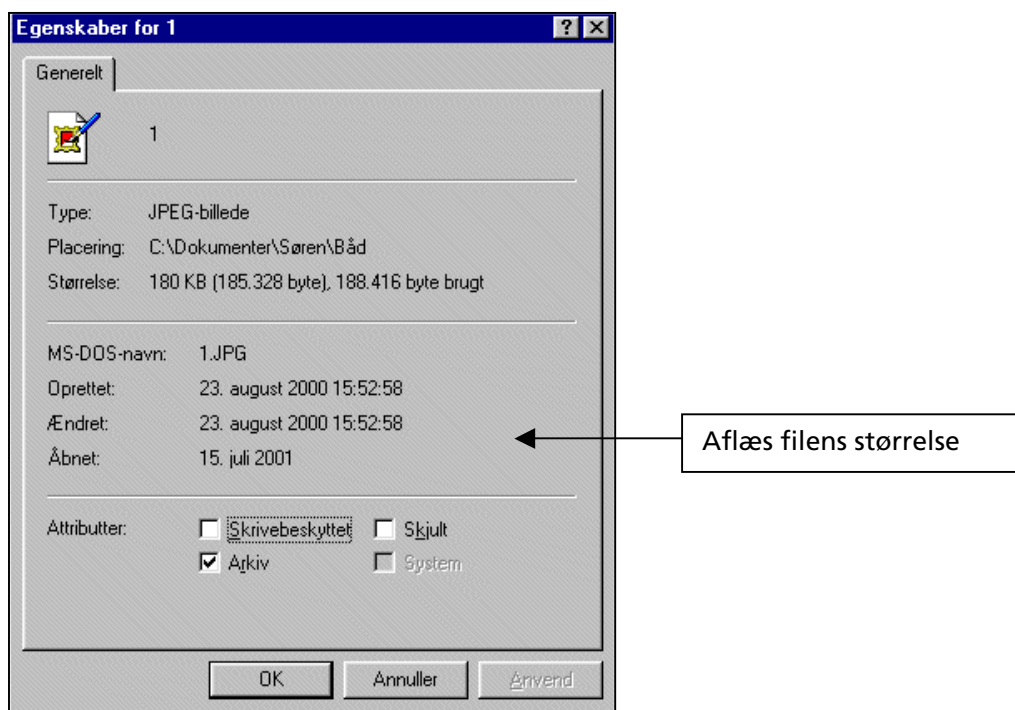 Egenskaber for 1
Generelt
1
Type: JPEG-billede
Placering: C:\Dokumenter\Søren\Båd
Størrelse: 180 KB (185.328 byte), 188.416 byte brugt
MS-DOS-navn: 1.JPG
Oprettet: 23. august 2000 15:52:58
Ændret: 23. august 2000 15:52:58
Åbnet: 15. juli 2001
Aflæs filens størrelse
Attributter: Skrivebeskyttet Skjult
Arkiv System
OK Annuller Anvend